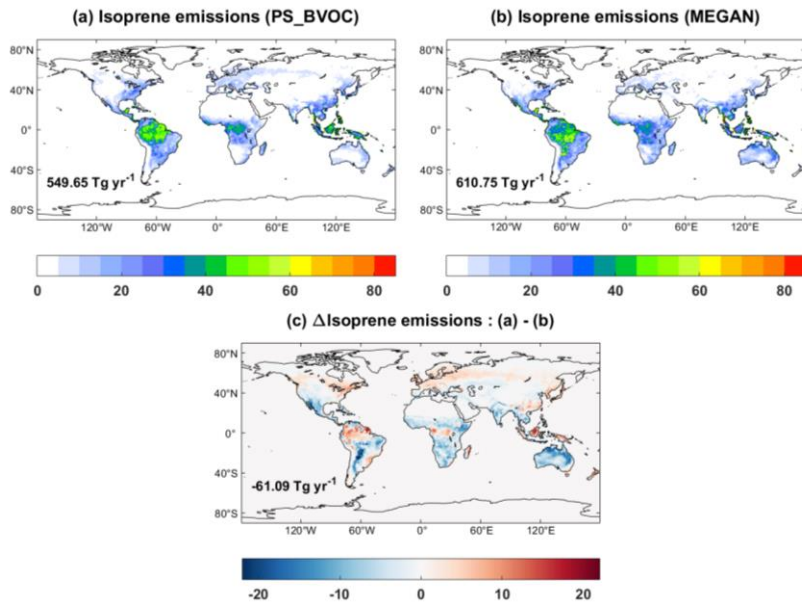 (a) Isoprene emissions (PS_BVOC)
(b) Isoprene emissions (MEGAN)
80°N
40°N
0°
40°S
80°S
549.65 Tg yr⁻¹
120°W 60°W 0° 60°E 120°E
80°N
40°N
0°
40°S
80°S
610.75 Tg yr⁻¹
120°W 60°W 0° 60°E 120°E
0 20 40 60 80
0 20 40 60 80
(c) ΔIsoprene emissions : (a) - (b)
80°N
40°N
0°
40°S
80°S
-61.09 Tg yr⁻¹
120°W 60°W 0° 60°E 120°E
-20 -10 0 10 20